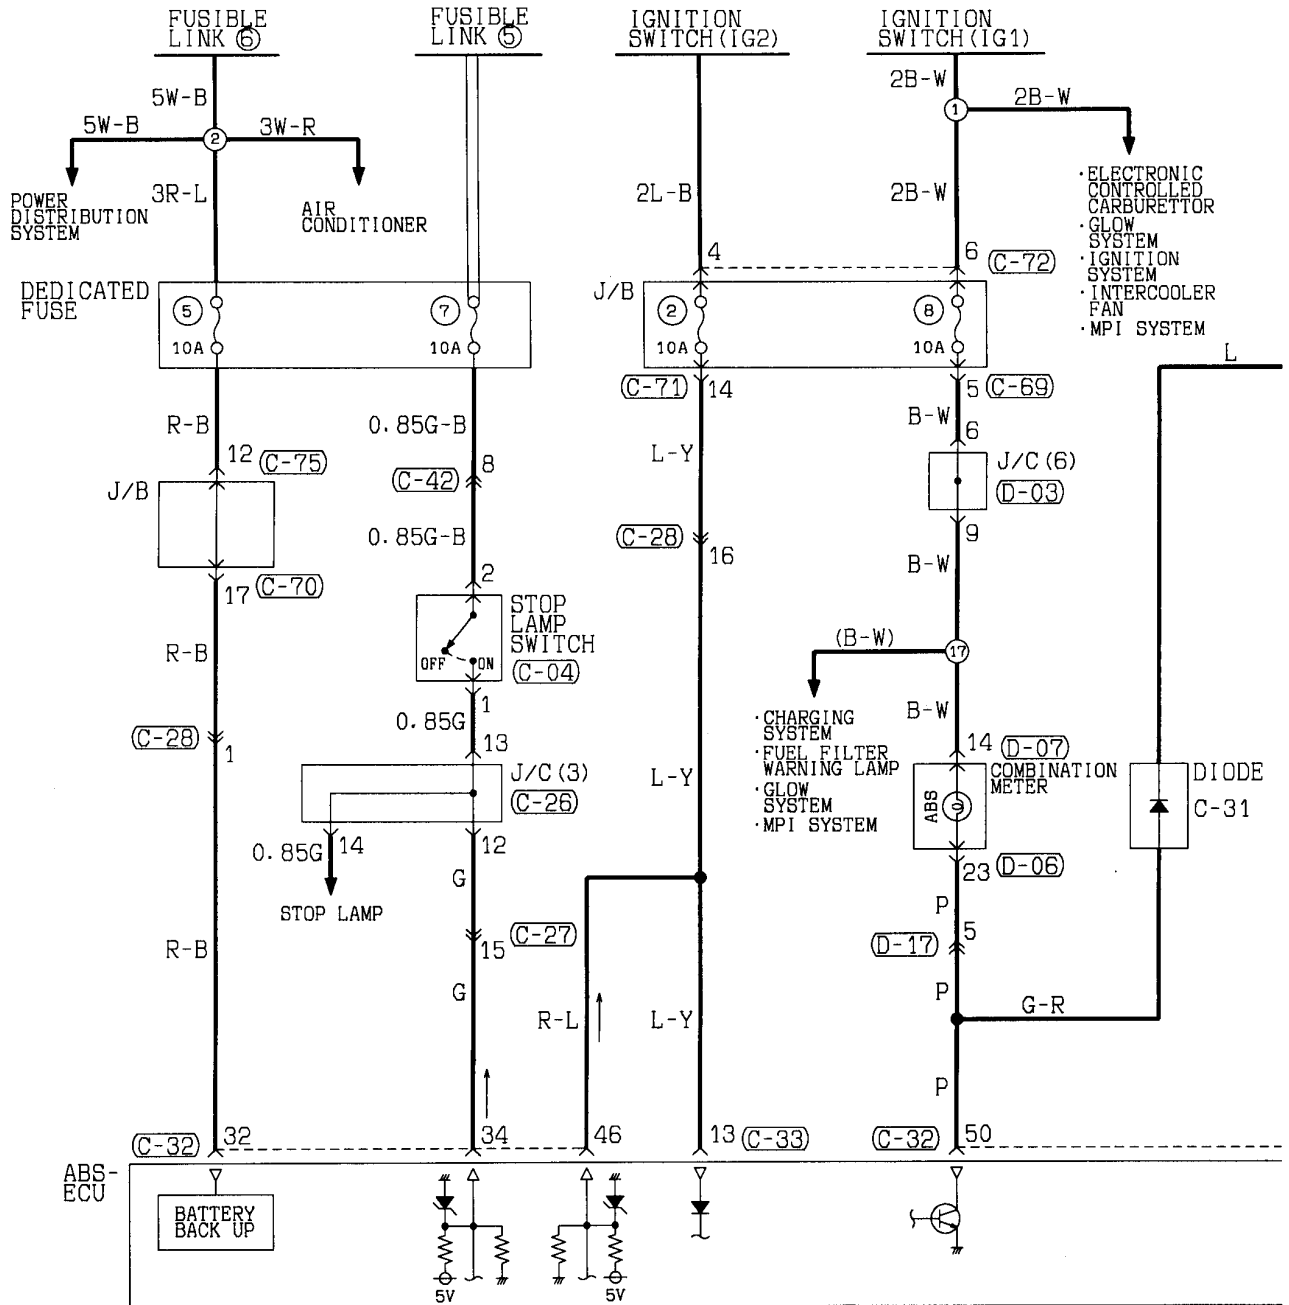 FUSIBLE
LINK ⑥
FUSIBLE
LINK ⑤
IGNITION
SWITCH(IG2)
IGNITION
SWITCH(IG1)
5W-B
2B-W
5W-B
2
3W-R
1
2B-W
3R-L
2L-B
2B-W
POWER
DISTRIBUTION
SYSTEM
AIR
CONDITIONER
·ELECTRONIC
CONTROLLED
CARBURETTOR
·GLOW
SYSTEM
·IGNITION
SYSTEM
·INTERCOOLER
FAN
·MPI SYSTEM
4
6
C-72
DEDICATED
FUSE
5
10A
7
10A
J/B
2
10A
8
10A
L
C-71
14
5
C-69
R-B
0.85G-B
L-Y
B-W
6
12
C-75
8
C-42
J/C(6)
D-03
J/B
0.85G-B
C-28
16
9
B-W
17
C-70
2
STOP
LAMP
SWITCH
C-04
OFF
ON
R-B
(B-W)
17
1
0.85G
13
B-W
·CHARGING
SYSTEM
·FUEL FILTER
WARNING LAMP
·GLOW
SYSTEM
·MPI SYSTEM
C-28
1
14
D-07
J/C(3)
C-26
L-Y
ABS
COMBINATION
METER
DIODE
C-31
0.85G
14
12
23
D-06
STOP LAMP
G
P
R-B
15
C-27
D-17
5
G
P
G-R
R-L
L-Y
P
C-32
32
34
46
13
C-33
C-32
50
ABS-
ECU
BATTERY
BACK UP
5V
5V